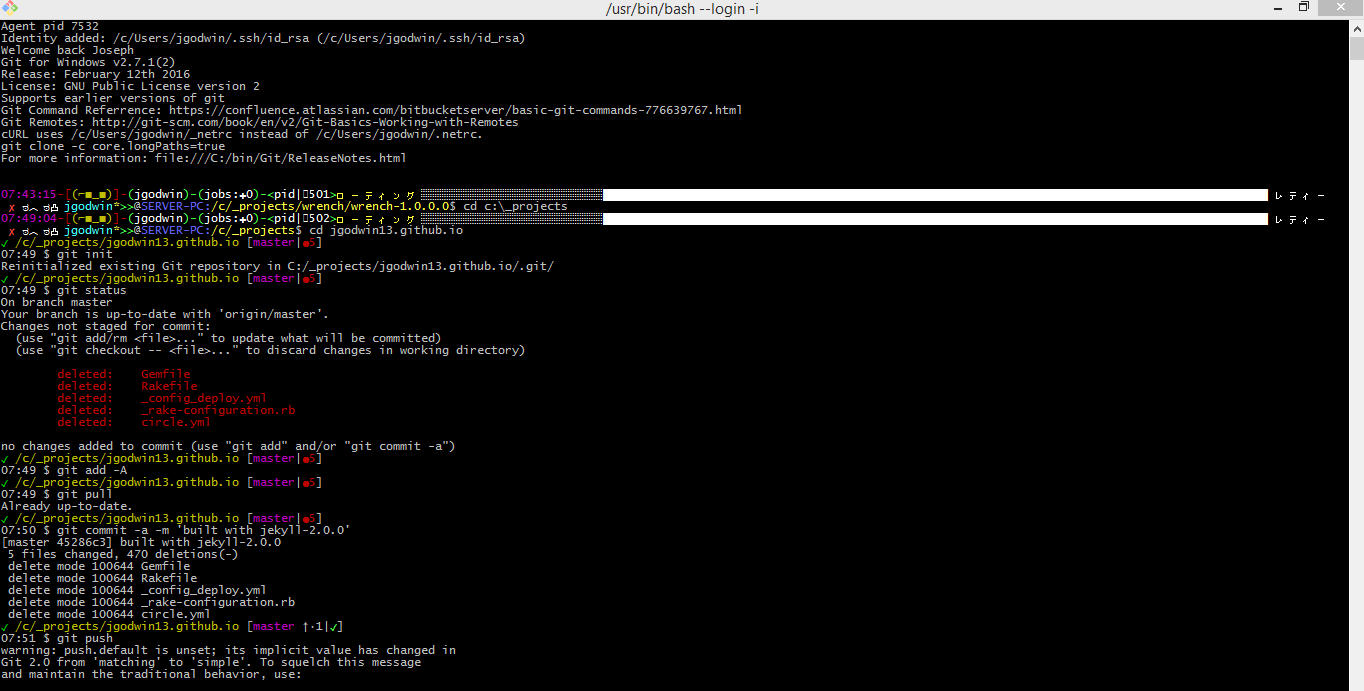 /usr/bin/bash --login -i
Agent pid 7532
Identity added: /c/Users/jgodwin/.ssh/id_rsa (/c/Users/jgodwin/.ssh/id_rsa)
Welcome back Joseph
Git for Windows v2.7.1(2)
Release: February 12th 2016
License: GNU Public License version 2
Supports earlier versions of git
Git Command Referrence: https://confluence.atlassian.com/bitbucketserver/basic-git-commands-776639767.html
Git Remotes: http://git-scm.com/book/en/v2/Git-Basics-Working-with-Remotes
cURL uses /c/Users/jgodwin/_netrc instead of /c/Users/jgodwin/.netrc.
git clone -c core.longPaths=true
For more information: file:///C:/bin/Git/ReleaseNotes.html
07:43:15-[(⌐■_■)]-(jgodwin)-(jobs:+0)-<pid|501>ロ ー ディ ン グ レ ディ ー
✗ jgodwin*>>@SERVER-PC:/c/_projects/wrench/wrench-1.0.0.0$ cd c:\_projects
07:49:04-[(⌐■_■)]-(jgodwin)-(jobs:+0)-<pid|502>ロ ー ディ ン グ レ ディ ー
✗ jgodwin*>>@SERVER-PC:/c/_projects$ cd jgodwin13.github.io
✓ /c/_projects/jgodwin13.github.io [master|●5]
07:49 $ git init
Reinitialized existing Git repository in C:/_projects/jgodwin13.github.io/.git/
✓ /c/_projects/jgodwin13.github.io [master|●5]
07:49 $ git status
On branch master
Your branch is up-to-date with 'origin/master'.
Changes not staged for commit:
(use "git add/rm <file>..." to update what will be committed)
(use "git checkout -- <file>..." to discard changes in working directory)
deleted: Gemfile
deleted: Rakefile
deleted: _config_deploy.yml
deleted: _rake-configuration.rb
deleted: circle.yml
no changes added to commit (use "git add" and/or "git commit -a")
✓ /c/_projects/jgodwin13.github.io [master|●5]
07:49 $ git add -A
✓ /c/_projects/jgodwin13.github.io [master|●5]
07:49 $ git pull
Already up-to-date.
✓ /c/_projects/jgodwin13.github.io [master|●5]
07:50 $ git commit -a -m 'built with jekyll-2.0.0'
[master 45286c3] built with jekyll-2.0.0
5 files changed, 470 deletions(-)
delete mode 100644 Gemfile
delete mode 100644 Rakefile
delete mode 100644 _config_deploy.yml
delete mode 100644 _rake-configuration.rb
delete mode 100644 circle.yml
✓ /c/_projects/jgodwin13.github.io [master ↑·1|✓]
07:51 $ git push
warning: push.default is unset; its implicit value has changed in
Git 2.0 from 'matching' to 'simple'. To squelch this message
and maintain the traditional behavior, use: